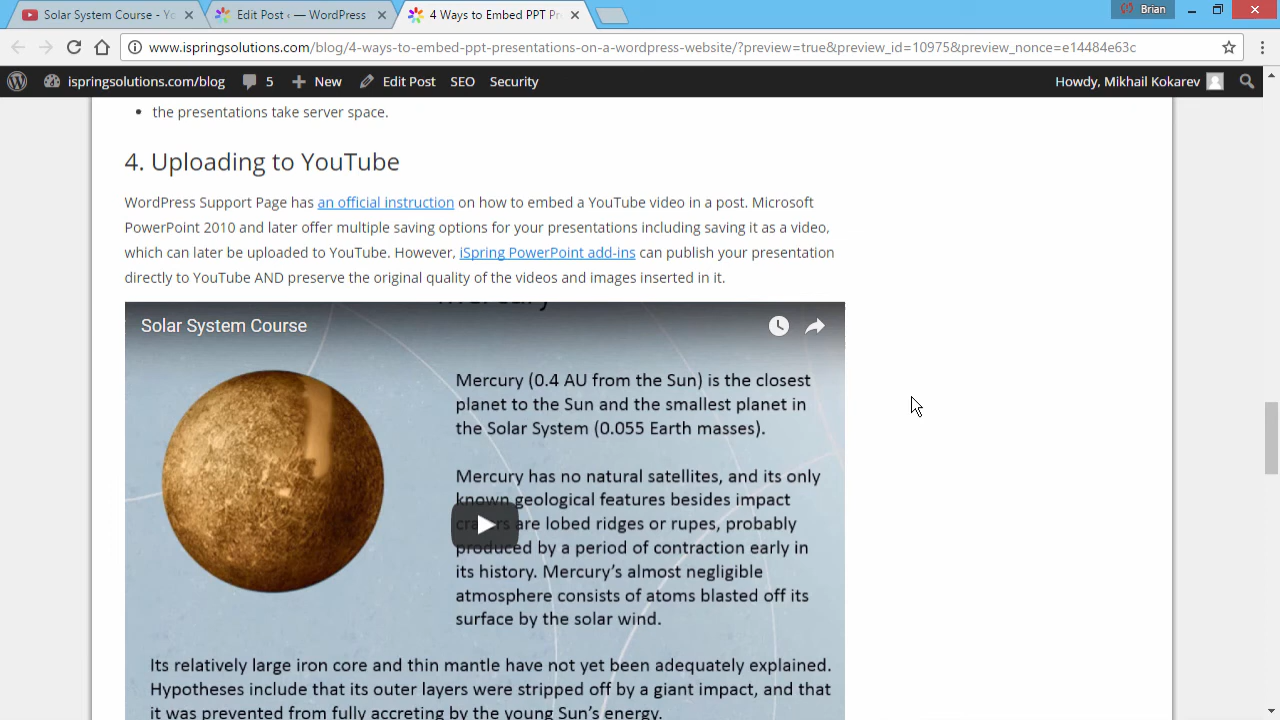 Solar System Course - Yo
Edit Post ‹ — WordPress
4 Ways to Embed PPT Pr
Brian
www.ispringsolutions.com/blog/4-ways-to-embed-ppt-presentations-on-a-wordpress-website/?preview=true&preview_id=10975&preview_nonce=e14484e63c
ispringsolutions.com/blog 5 New Edit Post SEO Security Howdy, Mikhail Kokarev
the presentations take server space.
4. Uploading to YouTube
WordPress Support Page has an official instruction on how to embed a YouTube video in a post. Microsoft
PowerPoint 2010 and later offer multiple saving options for your presentations including saving it as a video,
which can later be uploaded to YouTube. However, iSpring PowerPoint add-ins can publish your presentation
directly to YouTube AND preserve the original quality of the videos and images inserted in it.
Mercury
Solar System Course
Mercury (0.4 AU from the Sun) is the closest
planet to the Sun and the smallest planet in
the Solar System (0.055 Earth masses).
Mercury has no natural satellites, and its only
known geological features besides impact
craters are lobed ridges or rupes, probably
produced by a period of contraction early in
its history. Mercury's almost negligible
atmosphere consists of atoms blasted off its
surface by the solar wind.
Its relatively large iron core and thin mantle have not yet been adequately explained.
Hypotheses include that its outer layers were stripped off by a giant impact, and that
it was prevented from fully accreting by the young Sun's energy.